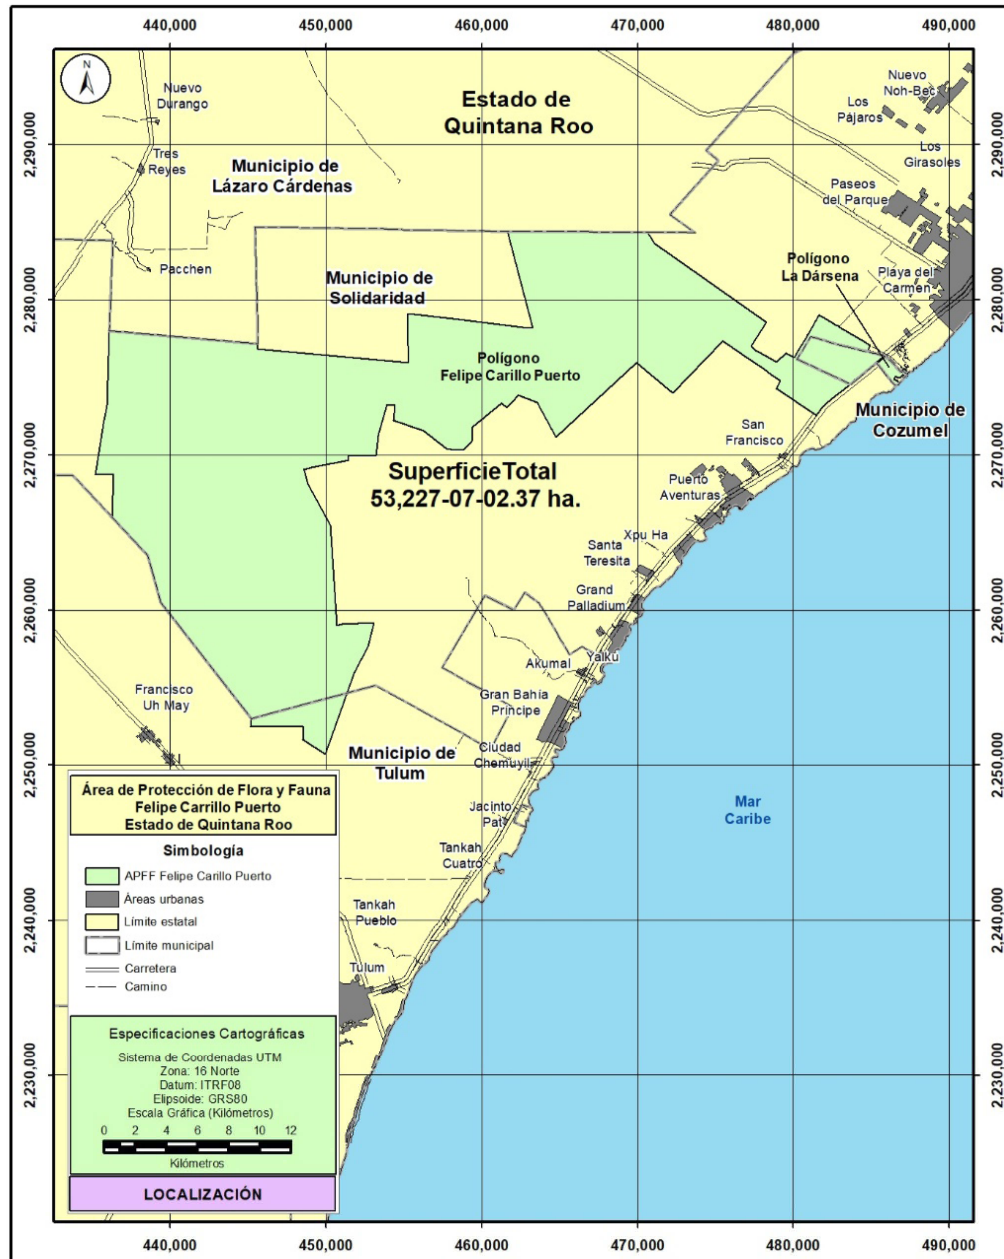 440,000
450,000
460,000
470,000
480,000
490,000
2,290,000
2,280,000
2,270,000
2,260,000
2,250,000
2,240,000
2,230,000
N
Nuevo
Durango
Tres
Reyes
Pacchen
Estado de
Quintana Roo
Municipio de
Lázaro Cárdenas
Municipio de
Solidaridad
Nuevo
Noh-Bec
Los
Pájaros
Los
Girasoles
Paseos
del Parque
Polígono
La Dársena
Playa del
Carmen
Polígono
Felipe Carillo Puerto
Municipio de
Cozumel
San
Francisco
SuperficieTotal
53,227-07-02.37 ha.
Puerto
Aventuras
Xpu Ha
Santa
Teresita
Grand
Palladium
Yalkú
Akumal
Francisco
Uh May
Gran Bahía
Príncipe
Municipio de
Tulum
Ciudad
Chemuyil
Jacinto
Pat
Mar
Caribe
Tankah
Cuatro
Tankah
Pueblo
Tulum
Área de Protección de Flora y Fauna
Felipe Carrillo Puerto
Estado de Quintana Roo
Simbología
APFF Felipe Carillo Puerto
Áreas urbanas
Límite estatal
Límite municipal
Carretera
Camino
Especificaciones Cartográficas
Sistema de Coordenadas UTM
Zona: 16 Norte
Datum: ITRF08
Elipsoide: GRS80
Escala Gráfica (Kilómetros)
0 2 4 6 8 10 12
Kilómetros
LOCALIZACIÓN
2,290,000
2,280,000
2,270,000
2,260,000
2,250,000
2,240,000
2,230,000
440,000
450,000
460,000
470,000
480,000
490,000